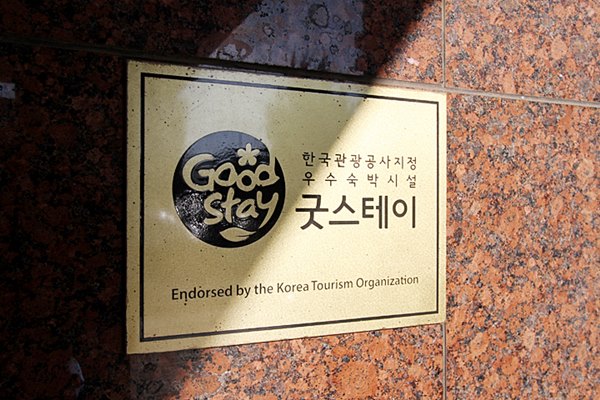 Good
Stay
한국관광공사지정
우수숙박시설
굿스테이
Endorsed by the Korea Tourism Organization